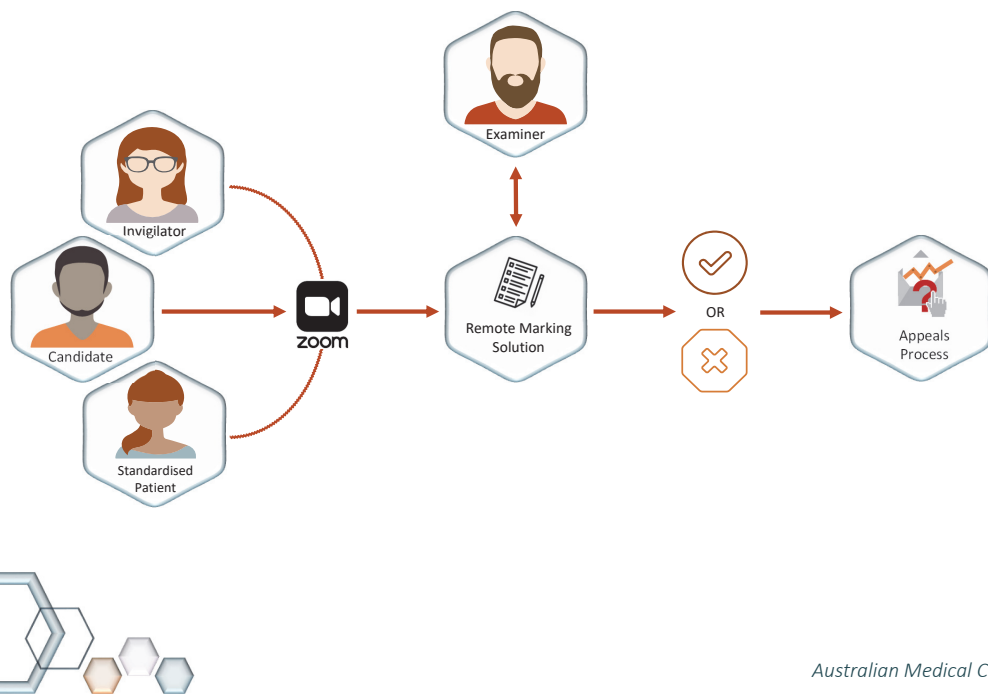 Examiner
Invigilator
Candidate
Standardised
Patient
zoom
Remote Marking
Solution
OR
Appeals
Process
Australian Medical C